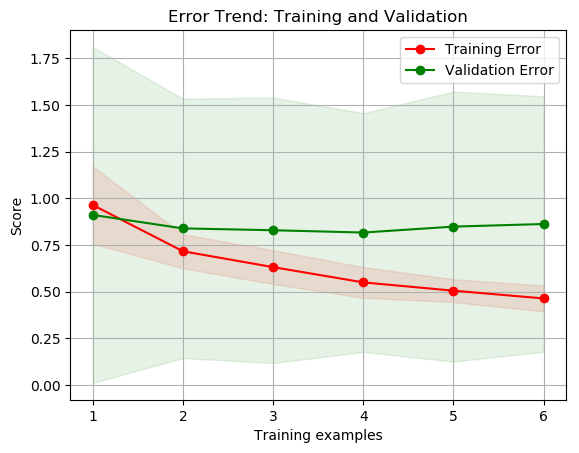 Error Trend: Training and Validation
Training Error
Validation Error
Score
1.75
1.50
1.25
1.00
0.75
0.50
0.25
0.00
1 2 3 4 5 6
Training examples